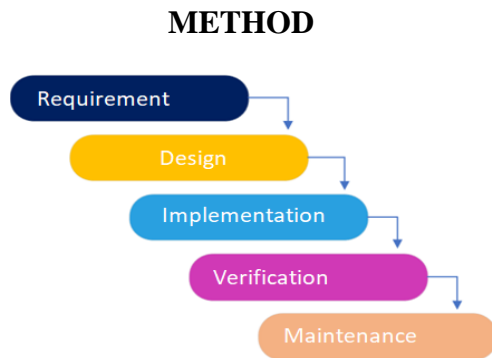 METHOD
Requirement
Design
Implementation
Verification
Maintenance